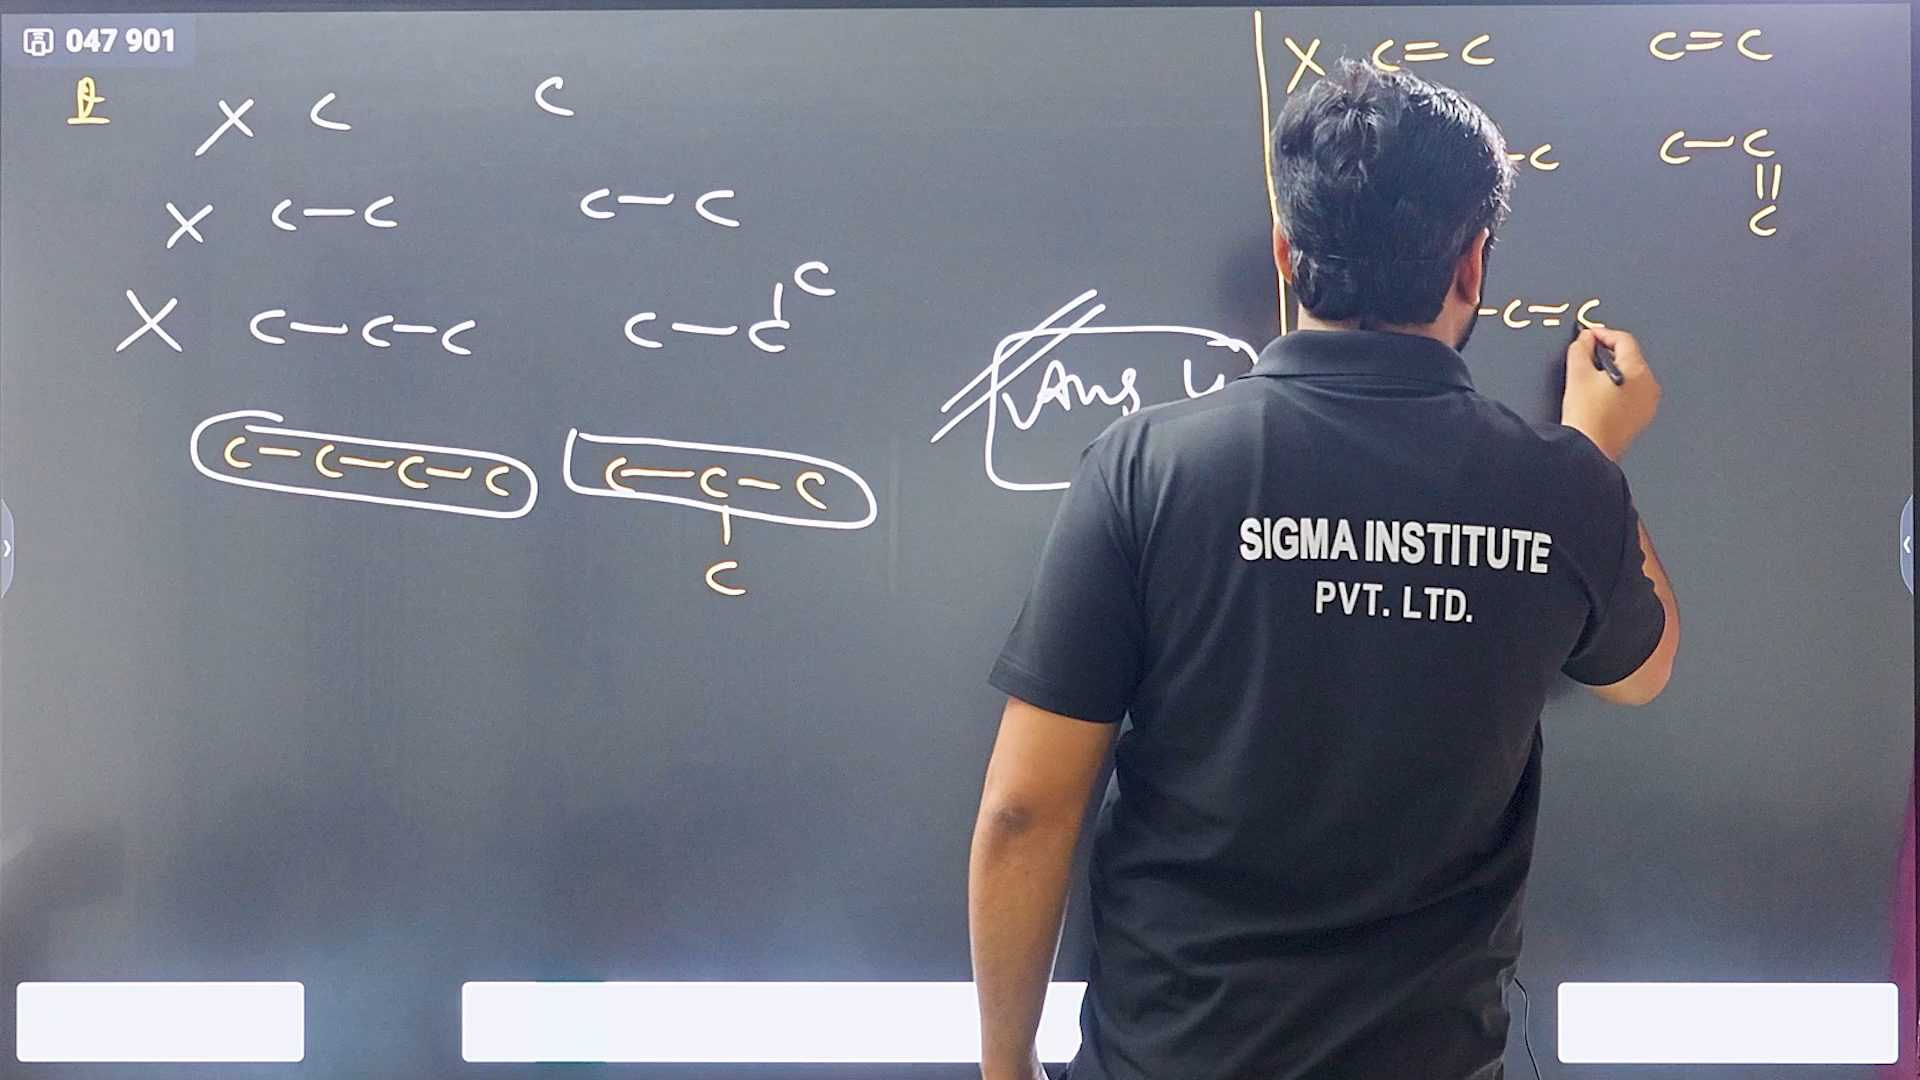 047 901
X C C
X C-C C-C
X C-C-C C-C
C
C-C-C-C C-C-C
C
Ans 4
X C=C C=C
-C C-C
C
-C=C
SIGMA INSTITUTE
PVT. LTD.